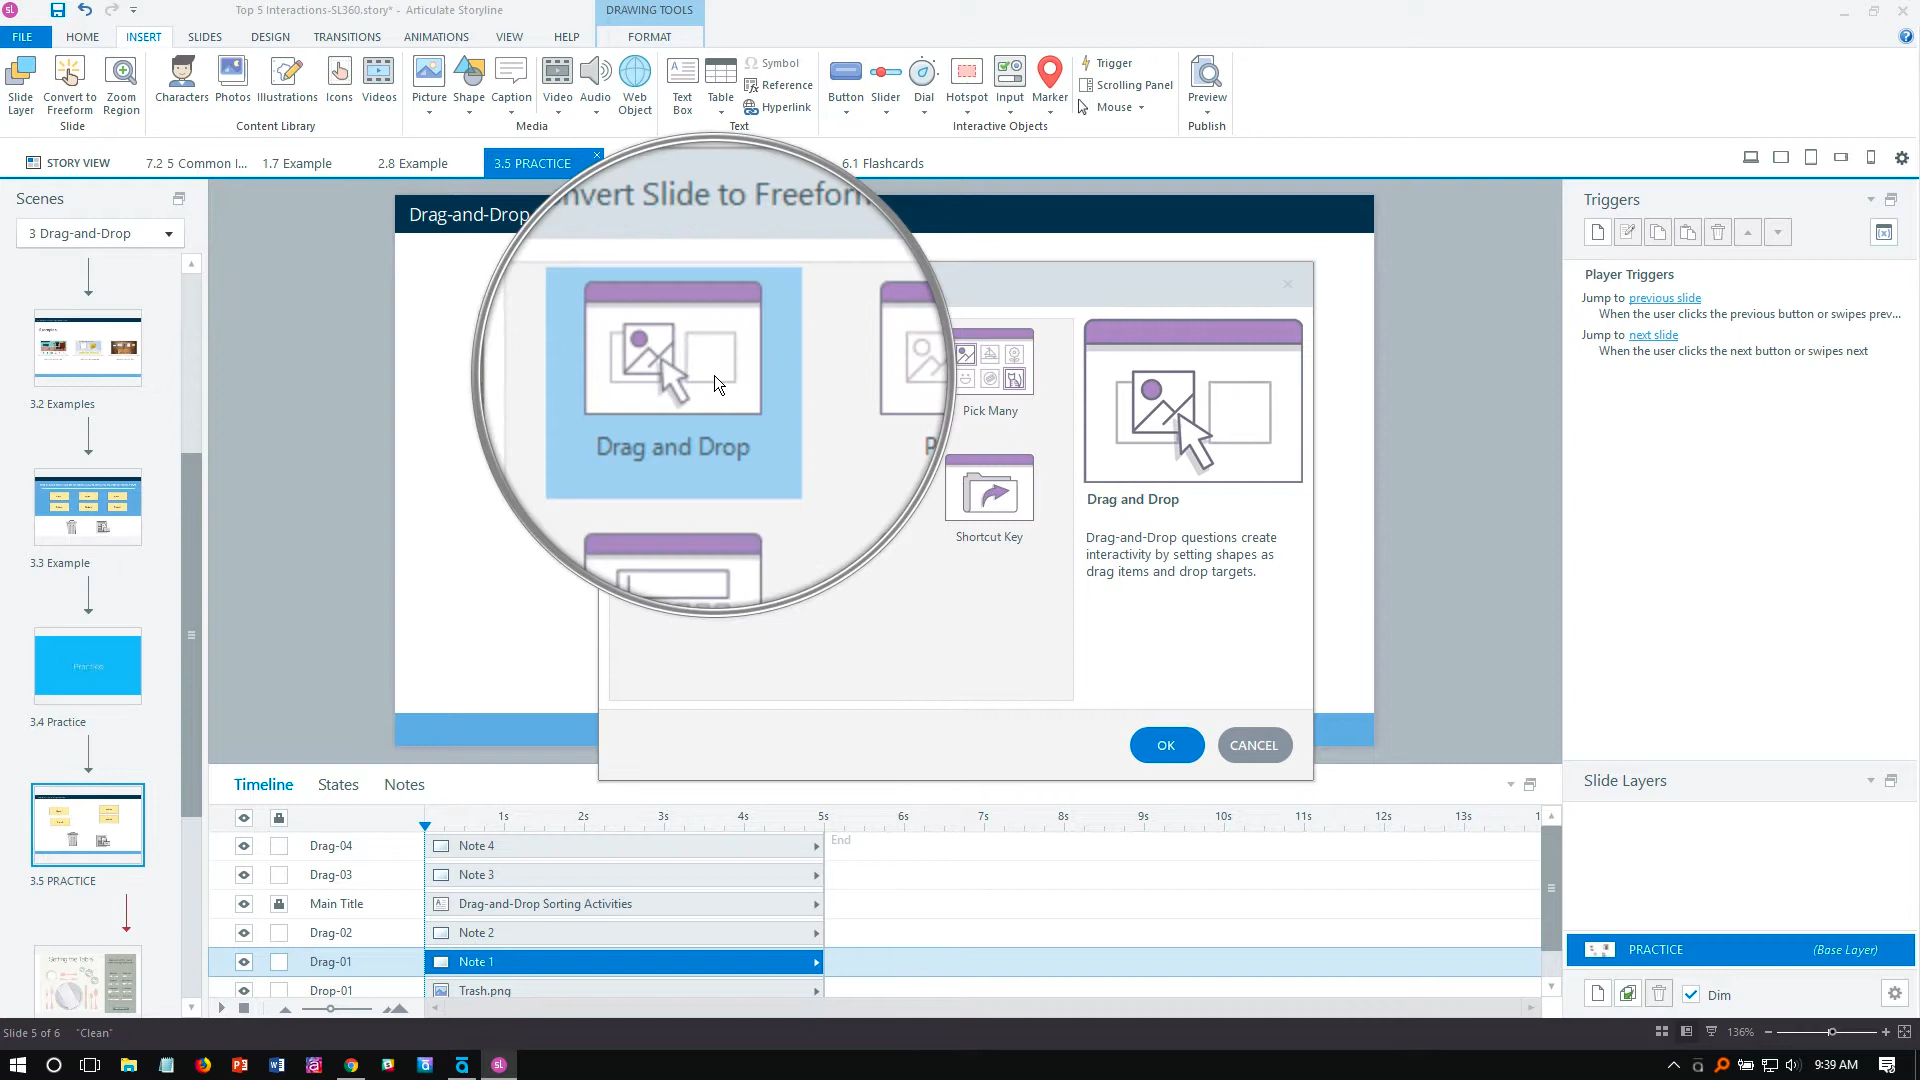 Top 5 Interactions-SL360.story* - Articulate Storyline
DRAWING TOOLS
FILE HOME INSERT SLIDES DESIGN TRANSITIONS ANIMATIONS VIEW HELP FORMAT
Slide Layer
Convert to Freeform
Zoom Region
Slide
Characters
Photos
Illustrations
Icons
Videos
Content Library
Picture
Shape
Caption
Video
Audio
Web Object
Media
Text Box
Table
Symbol
Reference
Hyperlink
Text
Button
Slider
Dial
Hotspot
Input
Marker
Trigger
Scrolling Panel
Mouse
Interactive Objects
Preview
Publish
STORY VIEW
7.2 5 Common I...
1.7 Example
2.8 Example
3.5 PRACTICE
6.1 Flashcards
Scenes
3 Drag-and-Drop
3.2 Examples
3.3 Example
Practice
3.4 Practice
3.5 PRACTICE
Drag-and-Drop
nvert Slide to Freeform
Drag and Drop
Pick Many
Shortcut Key
Drag and Drop
Drag-and-Drop questions create
interactivity by setting shapes as
drag items and drop targets.
OK
CANCEL
Triggers
Player Triggers
Jump to previous slide
When the user clicks the previous button or swipes prev...
Jump to next slide
When the user clicks the next button or swipes next
Timeline
States
Notes
1s 2s 3s 4s 5s 6s 7s 8s 9s 10s 11s 12s 13s
End
Drag-04 Note 4
Drag-03 Note 3
Main Title Drag-and-Drop Sorting Activities
Drag-02 Note 2
Drag-01 Note 1
Drop-01 Trash.png
Slide Layers
PRACTICE (Base Layer)
Dim
Slide 5 of 6 "Clean"
136%
9:39 AM